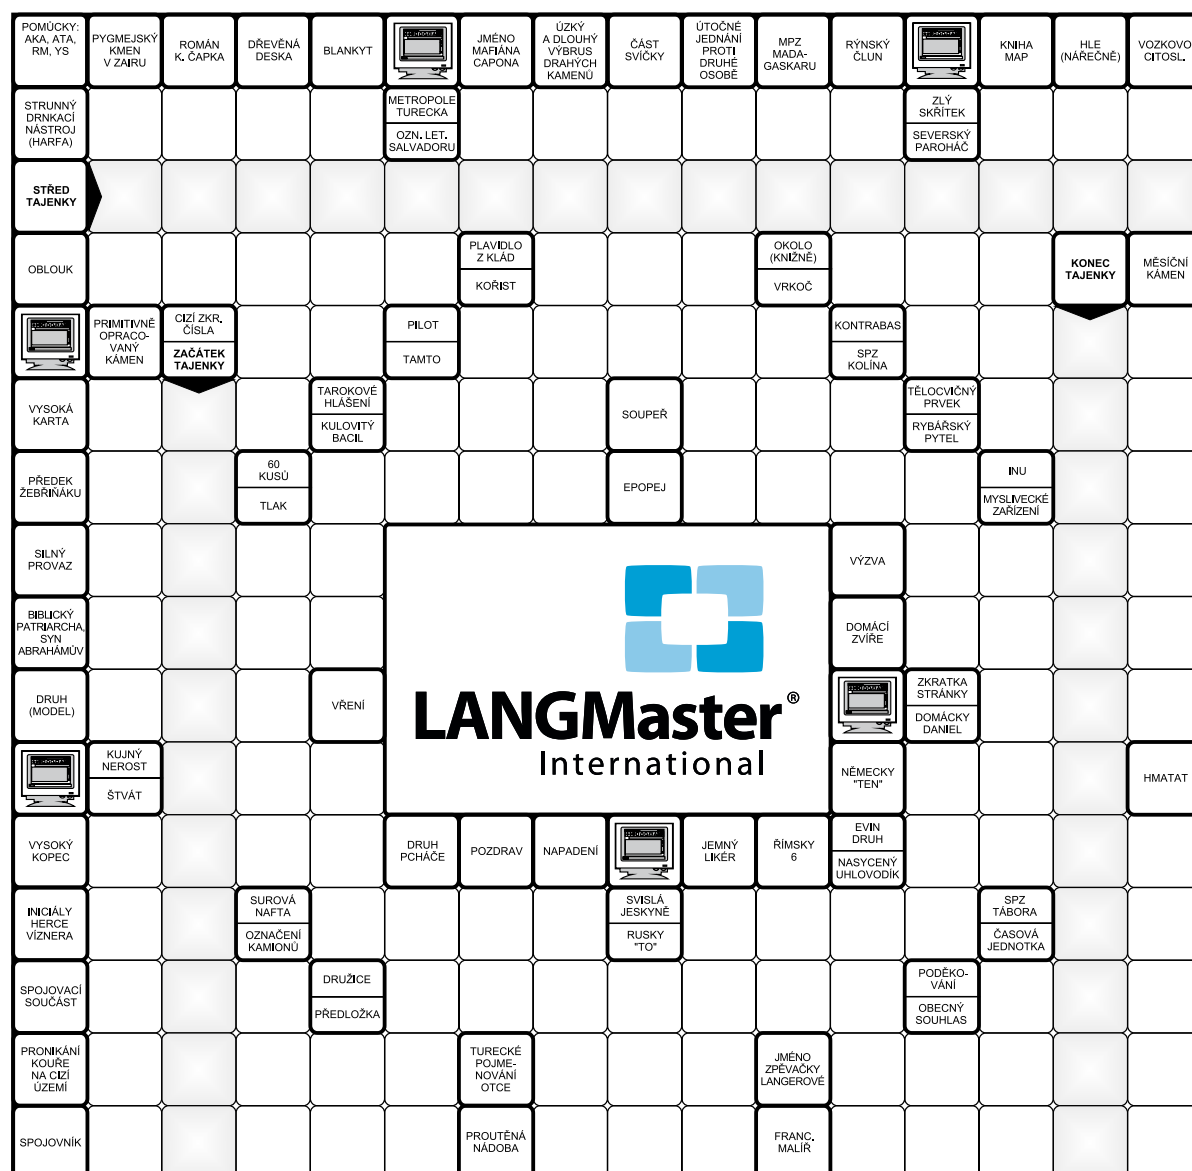 POMŮCKY:
AKA, ATA,
RM, YS
PYGMEJSKÝ
KMEN
V ZAIRU
ROMÁN
K. ČAPKA
DŘEVĚNÁ
DESKA
BLANKYT
JMÉNO
MAFIÁNA
CAPONA
ÚZKÝ
A DLOUHÝ
VÝBRUS
DRAHÝCH
KAMENŮ
ČÁST
SVÍČKY
ÚTOČNÉ
JEDNÁNÍ
PROTI
DRUHÉ
OSOBĚ
MPZ
MADA-
GASKARU
RÝNSKÝ
ČLUN
KNIHA
MAP
HLE
(NÁŘEČNĚ)
VOZKOVO
CITOSL.
STRUNNÝ
DRNKACÍ
NÁSTROJ
(HARFA)
METROPOLE
TURECKA
OZN. LET.
SALVADORU
ZLÝ
SKŘÍTEK
SEVERSKÝ
PAROHÁČ
STŘED
TAJENKY
OBLOUK
PLAVIDLO
Z KLÁD
KOŘIST
OKOLO
(KNIŽNĚ)
VRKOČ
KONEC
TAJENKY
MĚSÍČNÍ
KÁMEN
PRIMITIVNĚ
OPRACO-
VANÝ
KÁMEN
CIZÍ ZKR.
ČÍSLA
ZAČÁTEK
TAJENKY
PILOT
TAMTO
KONTRABAS
SPZ
KOLÍNA
VYSOKÁ
KARTA
TAROKOVÉ
HLÁŠENÍ
KULOVITÝ
BACIL
SOUPEŘ
TĚLOCVIČNÝ
PRVEK
RYBÁŘSKÝ
PYTEL
PŘEDEK
ŽEBŘIŇÁKU
60
KUSŮ
TLAK
EPOPEJ
INU
MYSLIVECKÉ
ZAŘÍZENÍ
SILNÝ
PROVAZ
VÝZVA
BIBLICKÝ
PATRIARCHA,
SYN
ABRAHÁMŮV
DOMÁCÍ
ZVÍŘE
DRUH
(MODEL)
VŘENÍ
LANGMaster®
International
ZKRATKA
STRÁNKY
DOMÁCKY
DANIEL
KUJNÝ
NEROST
ŠTVÁT
NĚMECKY
"TEN"
HMATAT
VYSOKÝ
KOPEC
DRUH
PCHÁČE
POZDRAV
NAPADENÍ
JEMNÝ
LIKÉR
ŘÍMSKY
6
EVIN
DRUH
NASYCENÝ
UHLOVODÍK
INICIÁLY
HERCE
VÍZNERA
SUROVÁ
NAFTA
OZNAČENÍ
KAMIONŮ
SVISLÁ
JESKYNĚ
RUSKY
"TO"
SPZ
TÁBORA
ČASOVÁ
JEDNOTKA
SPOJOVACÍ
SOUČÁST
DRUŽICE
PŘEDLOŽKA
PODĚKO-
VÁNÍ
OBECNÝ
SOUHLAS
PRONIKÁNÍ
KOUŘE
NA CIZÍ
ÚZEMÍ
TURECKÉ
POJME-
NOVÁNÍ
OTCE
JMÉNO
ZPĚVAČKY
LANGEROVÉ
SPOJOVNÍK
PROUTĚNÁ
NÁDOBA
FRANC.
MALÍŘ